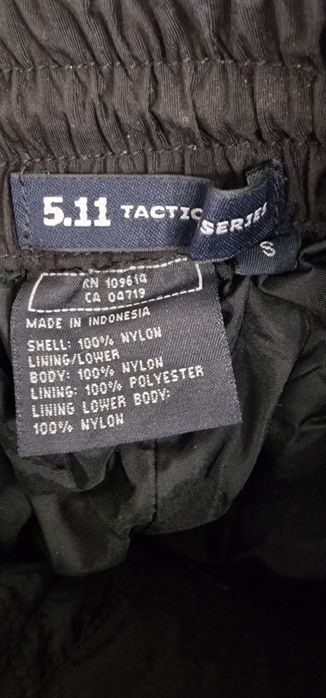 5.11 TACTIC SERIES
S
RN 109614
CA 04719
MADE IN INDONESIA
SHELL: 100% NYLON
LINING/LOWER
BODY: 100% NYLON
LINING: 100% POLYESTER
LINING LOWER BODY:
100% NYLON